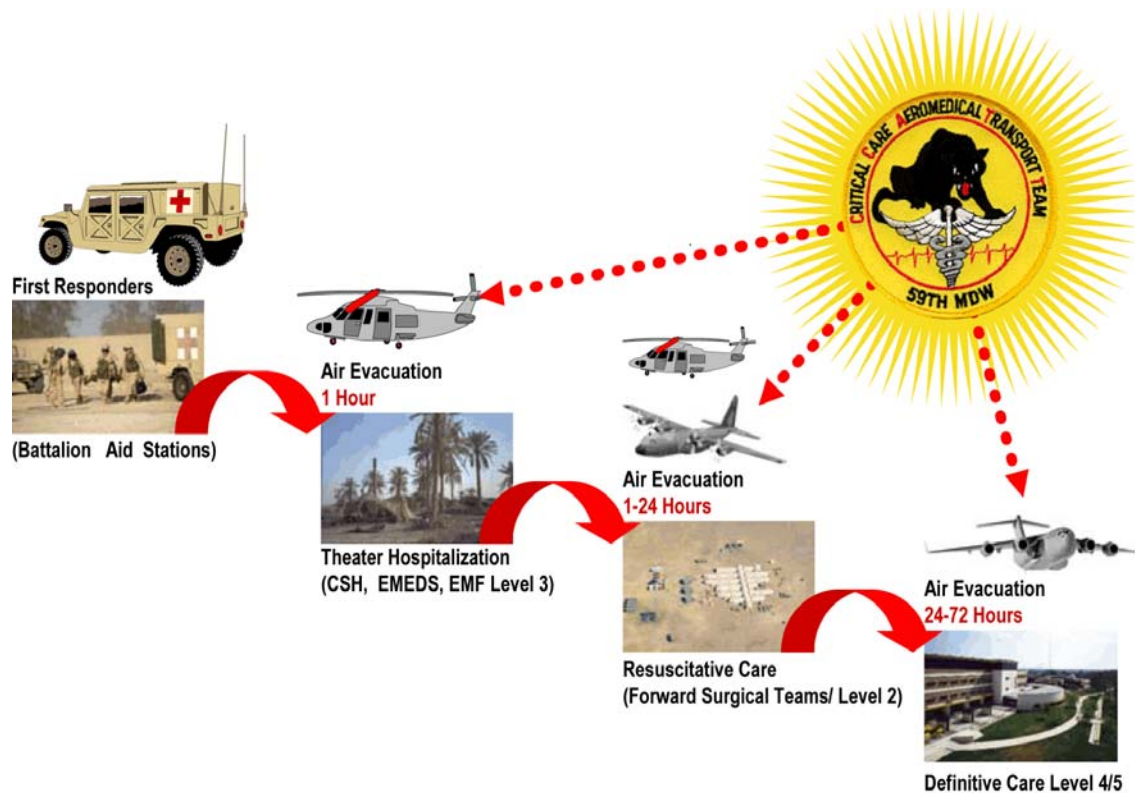 CRITICAL CARE AEROMEDICAL TRANSPORT TEAM
59TH MDW
First Responders
(Battalion Aid Stations)
Air Evacuation
1 Hour
Theater Hospitalization
(CSH, EMEDS, EMF Level 3)
Air Evacuation
1-24 Hours
Resuscitative Care
(Forward Surgical Teams/ Level 2)
Air Evacuation
24-72 Hours
Definitive Care Level 4/5